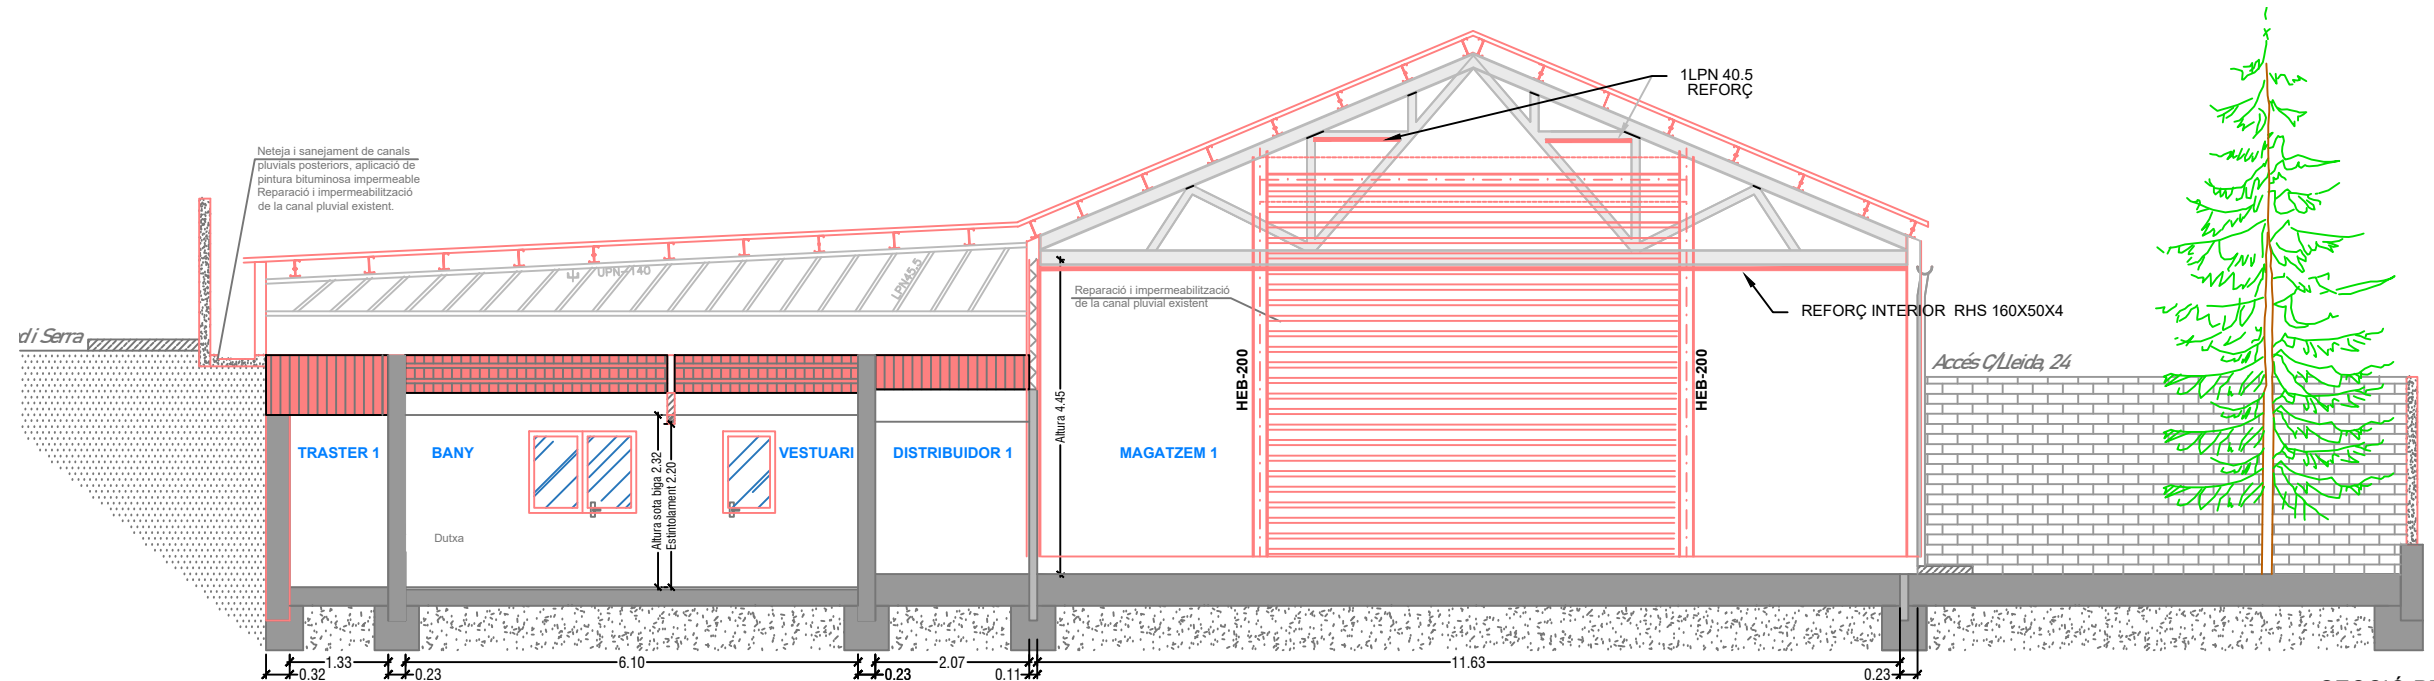 1LPN 40.5
REFORÇ
Neteja i sanejament de canals
pluvials posteriors, aplicació de
pintura bituminosa impermeable
Reparació i impermeabilització
de la canal pluvial existent.
UPN-140
LPN45.5
Reparació i impermeabilització
de la canal pluvial existent
REFORÇ INTERIOR RHS 160X50X4
d i Serra
Accés C/Lleida, 24
HEB-200
HEB-200
Altura 4.45
TRASTER 1
BANY
VESTUARI
DISTRIBUIDOR 1
MAGATZEM 1
Altura sota biga 2.32
Estintolament 2.20
Dutxa
1.33
6.10
2.07
11.63
0.32
0.23
0.23
0.11
0.23